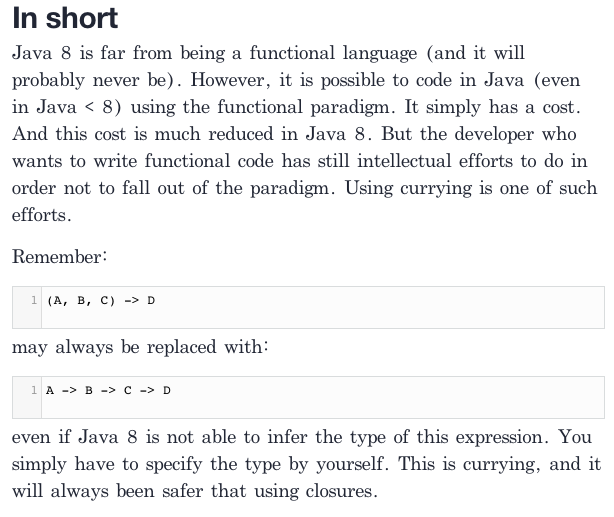 In short
Java 8 is far from being a functional language (and it will
probably never be). However, it is possible to code in Java (even
in Java < 8) using the functional paradigm. It simply has a cost.
And this cost is much reduced in Java 8. But the developer who
wants to write functional code has still intellectual efforts to do in
order not to fall out of the paradigm. Using currying is one of such
efforts.
Remember:
1 (A, B, C) -> D
may always be replaced with:
1 A -> B -> C -> D
even if Java 8 is not able to infer the type of this expression. You
simply have to specify the type by yourself. This is currying, and it
will always been safer that using closures.